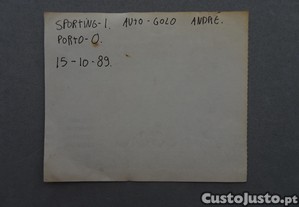 SPORTING-1. AUTO-GOLO ANDRÉ.
PORTO-0.
15-10-89.
CustoJusto.pt